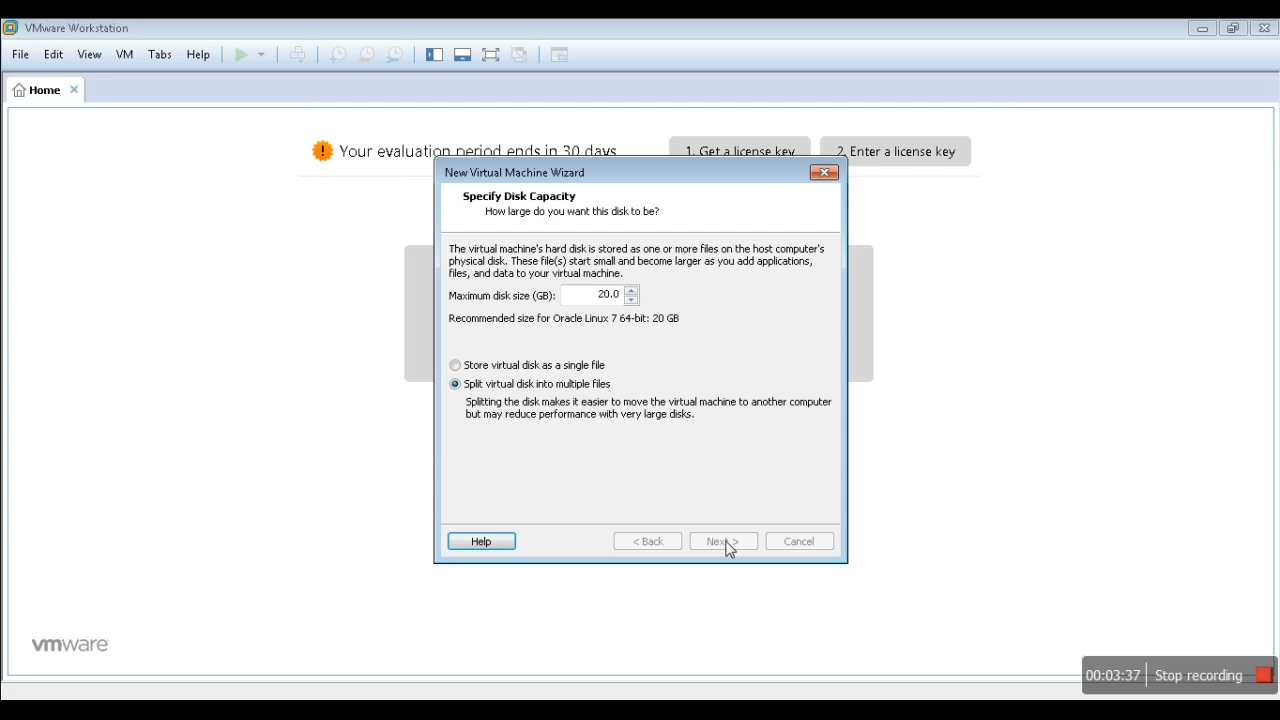 VMware Workstation
File Edit View VM Tabs Help
Home
Your evaluation period ends in 30 days
1. Get a license key
2. Enter a license key
New Virtual Machine Wizard
Specify Disk Capacity
How large do you want this disk to be?
The virtual machine's hard disk is stored as one or more files on the host computer's
physical disk. These file(s) start small and become larger as you add applications,
files, and data to your virtual machine.
Maximum disk size (GB): 20.0
Recommended size for Oracle Linux 7 64-bit: 20 GB
Store virtual disk as a single file
Split virtual disk into multiple files
Splitting the disk makes it easier to move the virtual machine to another computer
but may reduce performance with very large disks.
Help < Back Next > Cancel
vmware
00:03:37 Stop recording